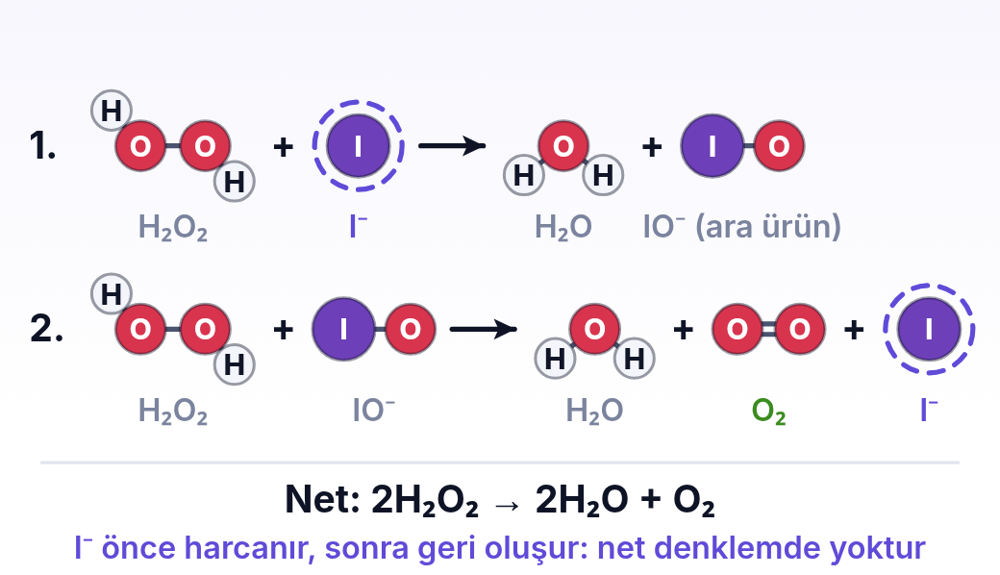 H
1. O O + I → O + I O
H H H
H₂O₂ I⁻ H₂O IO⁻ (ara ürün)
H
2. O O + I O → O + O O + I
H H H
H₂O₂ IO⁻ H₂O O₂ I⁻
Net: 2H₂O₂ → 2H₂O + O₂
I⁻ önce harcanır, sonra geri oluşur: net denklemde yoktur